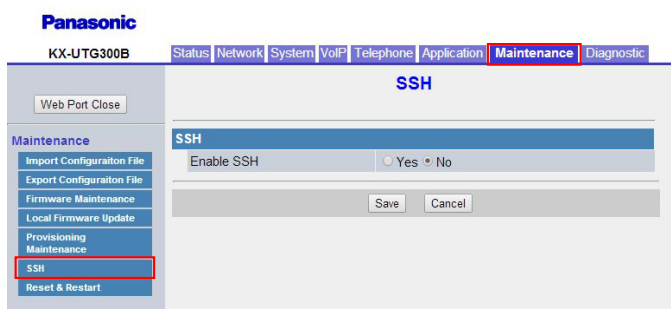 Panasonic
KX-UTG300B
Status Network System VoIP Telephone Application Maintenance Diagnostic
SSH
Web Port Close
Maintenance
Import Configuraiton File
Export Configuraiton File
Firmware Maintenance
Local Firmware Update
Provisioning
Maintenance
SSH
Reset & Restart
SSH
Enable SSH Yes No
Save Cancel